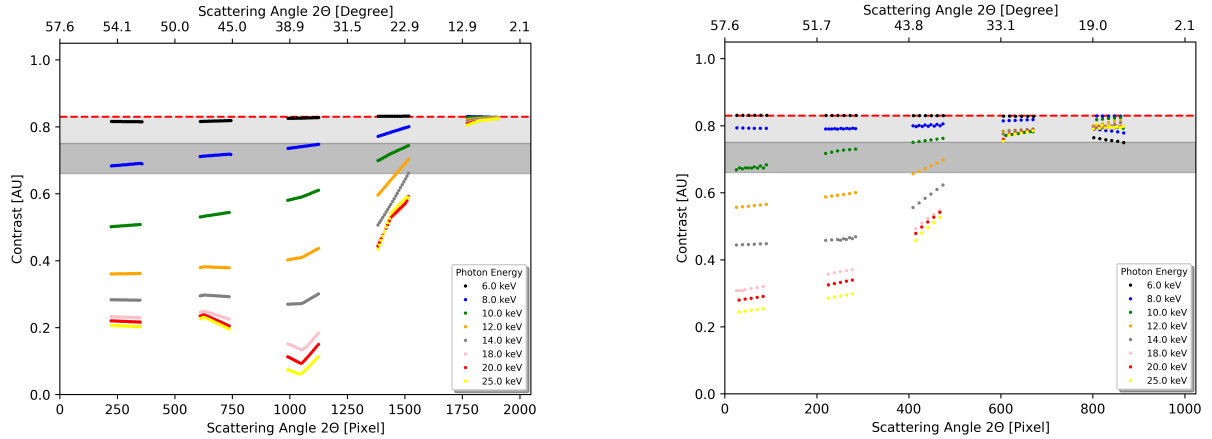 Scattering Angle 2Θ [Degree]
57.6 54.1 50.0 45.0 38.9 31.5 22.9 12.9 2.1
1.0
0.8
0.6
0.4
0.2
0.0
Contrast [AU]
Photon Energy
6.0 keV
8.0 keV
10.0 keV
12.0 keV
14.0 keV
18.0 keV
20.0 keV
25.0 keV
0 250 500 750 1000 1250 1500 1750 2000
Scattering Angle 2Θ [Pixel]
Scattering Angle 2Θ [Degree]
57.6 51.7 43.8 33.1 19.0 2.1
1.0
0.8
0.6
0.4
0.2
0.0
Contrast [AU]
Photon Energy
6.0 keV
8.0 keV
10.0 keV
12.0 keV
14.0 keV
18.0 keV
20.0 keV
25.0 keV
0 200 400 600 800 1000
Scattering Angle 2Θ [Pixel]